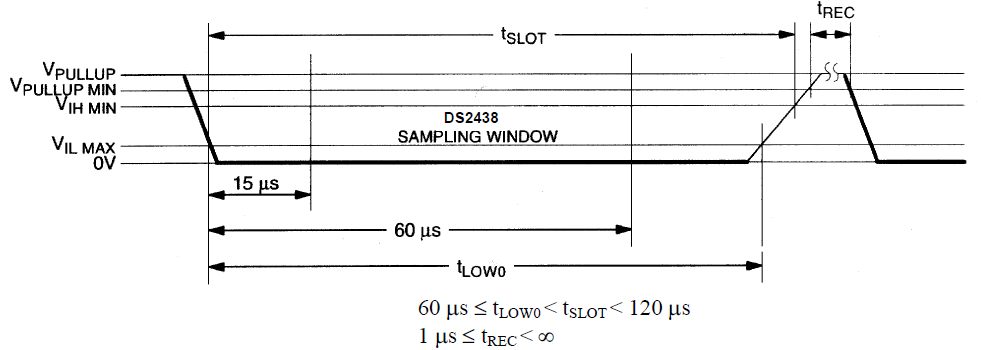 tREC
tSLOT
VPULLUP
VPULLUP MIN
VIH MIN
DS2438
SAMPLING WINDOW
VIL MAX
0V
15 µs
60 µs
tLOW0
60 µs ≤ tLOW0 < tSLOT < 120 µs
1 µs ≤ tREC < ∞